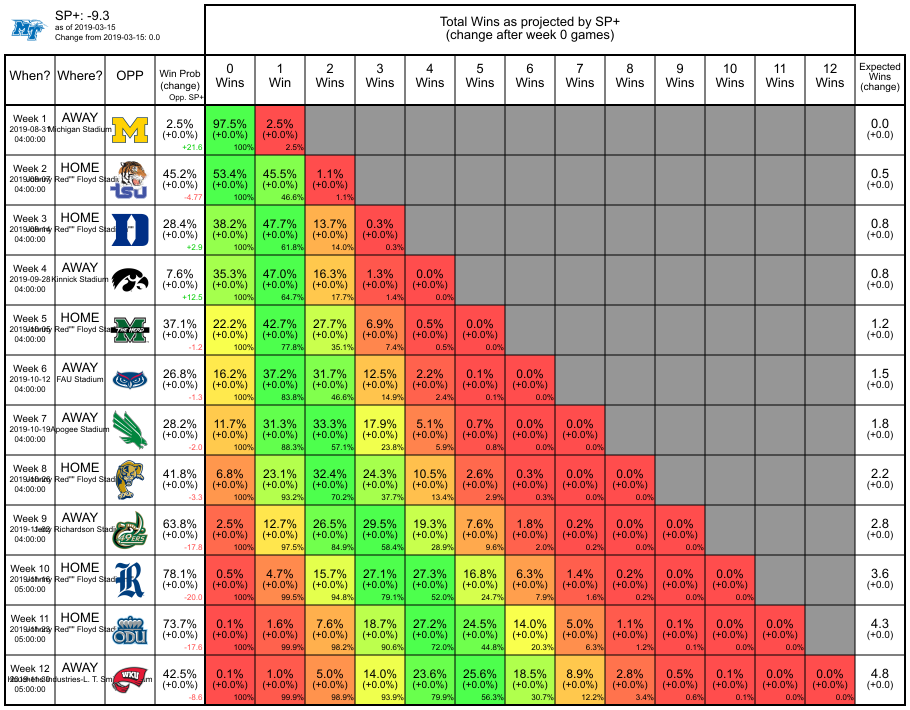 SP+: -9.3
as of 2019-03-15
Change from 2019-03-15: 0.0
Total Wins as projected by SP+
(change after week 0 games)
When? Where? OPP Win Prob (change) Opp. SP+ 0 Wins 1 Win 2 Wins 3 Wins 4 Wins 5 Wins 6 Wins 7 Wins 8 Wins 9 Wins 10 Wins 11 Wins 12 Wins Expected Wins (change)
Week 1 AWAY
2.5% 97.5% 2.5% 0.0
2019-08-31 Michigan Stadium (+0.0%) (+0.0%) (+0.0%) (+0.0)
04:00:00 +21.6 100% 2.5%
Week 2 HOME
45.2% 53.4% 45.5% 1.1% 0.5
Red"" Floyd Stadi tsu (+0.0%) (+0.0%) (+0.0%) (+0.0%) (+0.0)
04:00:00 -4.77 100% 46.6% 1.1%
Week 3 HOME
28.4% 38.2% 47.7% 13.7% 0.3% 0.8
Red"" Floyd Stadi (+0.0%) (+0.0%) (+0.0%) (+0.0%) (+0.0%) (+0.0)
04:00:00 +2.9 100% 61.8% 14.0% 0.3%
Week 4 AWAY
7.6% 35.3% 47.0% 16.3% 1.3% 0.0% 0.8
2019-09-28 Kinnick Stadium (+0.0%) (+0.0%) (+0.0%) (+0.0%) (+0.0%) (+0.0%) (+0.0)
04:00:00 +12.5 100% 64.7% 17.7% 1.4% 0.0%
Week 5 HOME
37.1% 22.2% 42.7% 27.7% 6.9% 0.5% 0.0% 1.2
Red"" Floyd Stadi THE HERD (+0.0%) (+0.0%) (+0.0%) (+0.0%) (+0.0%) (+0.0%) (+0.0%) (+0.0)
04:00:00 -1.2 100% 77.8% 35.1% 7.4% 0.5% 0.0%
Week 6 AWAY
26.8% 16.2% 37.2% 31.7% 12.5% 2.2% 0.1% 0.0% 1.5
2019-10-12 FAU Stadium (+0.0%) (+0.0%) (+0.0%) (+0.0%) (+0.0%) (+0.0%) (+0.0%) (+0.0%) (+0.0)
04:00:00 -1.3 100% 83.8% 46.6% 14.9% 2.4% 0.1% 0.0%
Week 7 AWAY
28.2% 11.7% 31.3% 33.3% 17.9% 5.1% 0.7% 0.0% 0.0% 1.8
2019-10-19 Apogee Stadium (+0.0%) (+0.0%) (+0.0%) (+0.0%) (+0.0%) (+0.0%) (+0.0%) (+0.0%) (+0.0%) (+0.0)
04:00:00 -2.0 100% 88.3% 57.1% 23.8% 5.9% 0.8% 0.0% 0.0%
Week 8 HOME
41.8% 6.8% 23.1% 32.4% 24.3% 10.5% 2.6% 0.3% 0.0% 0.0% 2.2
Red"" Floyd Stadi (+0.0%) (+0.0%) (+0.0%) (+0.0%) (+0.0%) (+0.0%) (+0.0%) (+0.0%) (+0.0%) (+0.0%) (+0.0)
04:00:00 -3.3 100% 93.2% 70.2% 37.7% 13.4% 2.9% 0.3% 0.0% 0.0%
Week 9 AWAY
63.8% 2.5% 12.7% 26.5% 29.5% 19.3% 7.6% 1.8% 0.2% 0.0% 0.0% 2.8
Richardson Stadi 49ERS (+0.0%) (+0.0%) (+0.0%) (+0.0%) (+0.0%) (+0.0%) (+0.0%) (+0.0%) (+0.0%) (+0.0%) (+0.0%) (+0.0)
04:00:00 -17.8 100% 97.5% 84.9% 58.4% 28.9% 9.6% 2.0% 0.2% 0.0% 0.0%
Week 10 HOME
78.1% 0.5% 4.7% 15.7% 27.1% 27.3% 16.8% 6.3% 1.4% 0.2% 0.0% 0.0% 3.6
Red"" Floyd Stadi (+0.0%) (+0.0%) (+0.0%) (+0.0%) (+0.0%) (+0.0%) (+0.0%) (+0.0%) (+0.0%) (+0.0%) (+0.0%) (+0.0%) (+0.0)
05:00:00 -20.0 100% 99.5% 94.8% 79.1% 52.0% 24.7% 7.9% 1.6% 0.2% 0.0% 0.0%
Week 11 HOME
73.7% 0.1% 1.6% 7.6% 18.7% 27.2% 24.5% 14.0% 5.0% 1.1% 0.1% 0.0% 0.0% 4.3
Red"" Floyd Stadi ODU (+0.0%) (+0.0%) (+0.0%) (+0.0%) (+0.0%) (+0.0%) (+0.0%) (+0.0%) (+0.0%) (+0.0%) (+0.0%) (+0.0%) (+0.0%) (+0.0)
05:00:00 -17.6 100% 99.9% 98.2% 90.6% 72.0% 44.8% 20.3% 6.3% 1.2% 0.1% 0.0% 0.0%
Week 12 AWAY
42.5% 0.1% 1.0% 5.0% 14.0% 23.6% 25.6% 18.5% 8.9% 2.8% 0.5% 0.1% 0.0% 0.0% 4.8
Industries-L. T. WKU (+0.0%) (+0.0%) (+0.0%) (+0.0%) (+0.0%) (+0.0%) (+0.0%) (+0.0%) (+0.0%) (+0.0%) (+0.0%) (+0.0%) (+0.0%) (+0.0%) (+0.0)
05:00:00 -8.6 100% 99.9% 98.9% 93.9% 79.9% 56.3% 30.7% 12.2% 3.4% 0.6% 0.1% 0.0% 0.0%